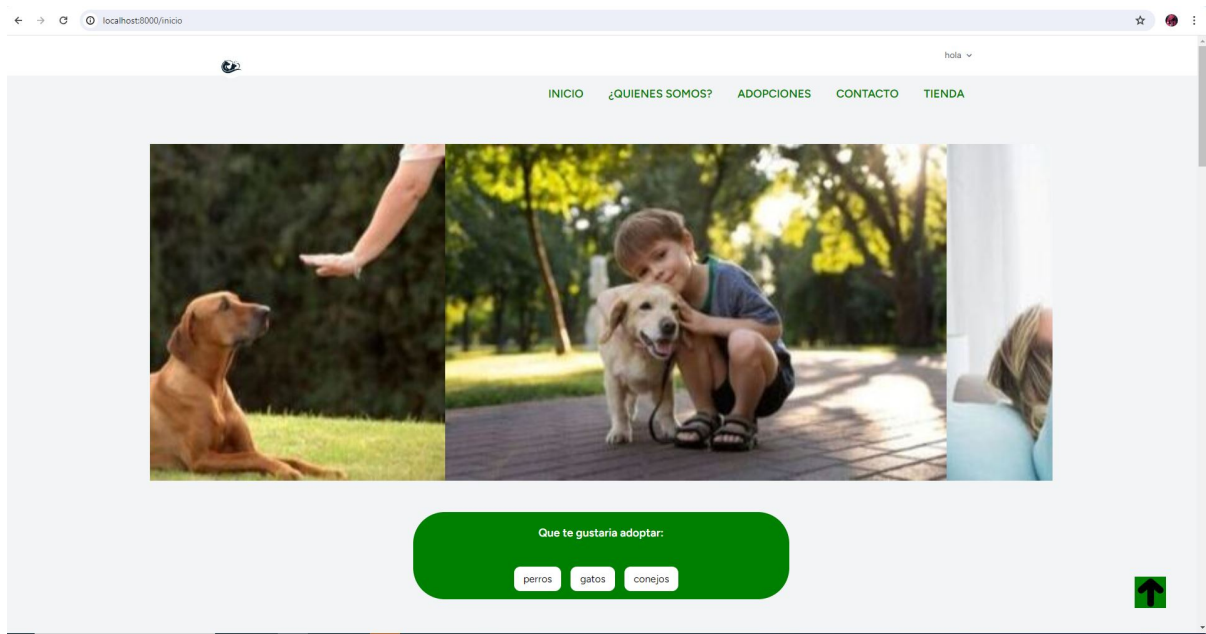 localhost:8000/inicio
hola
INICIO ¿QUIENES SOMOS? ADOPCIONES CONTACTO TIENDA
Que te gustaria adoptar:
perros gatos conejos